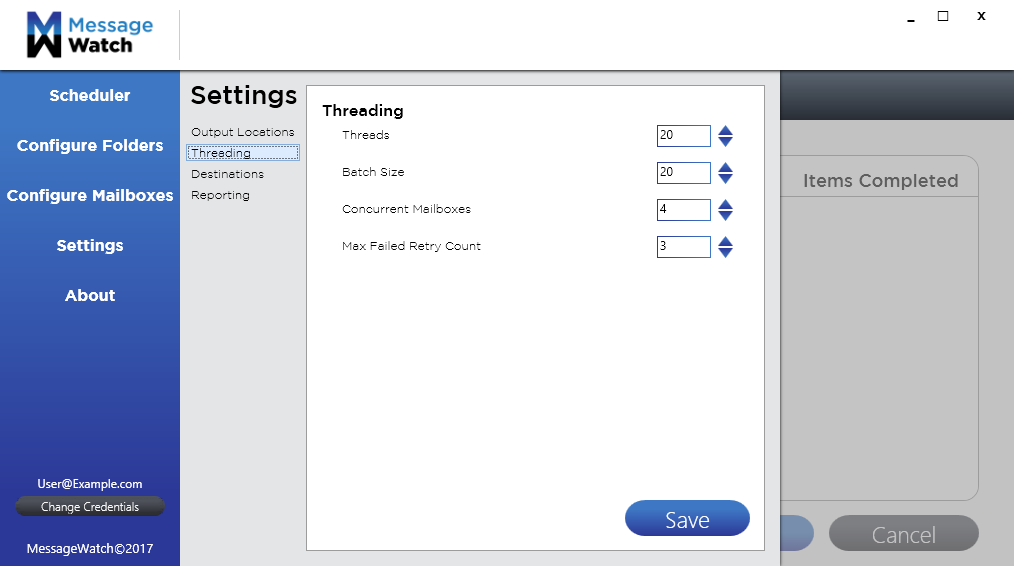 Message
Watch
_ □ x
Scheduler
Configure Folders
Configure Mailboxes
Settings
About
User@Example.com
Change Credentials
MessageWatch©2017
Settings
Output Locations
Threading
Destinations
Reporting
Threading
Threads 20
Batch Size 20
Concurrent Mailboxes 4
Max Failed Retry Count 3
Save
Items Completed
Cancel